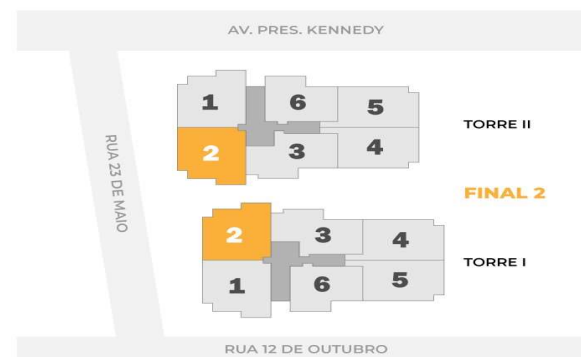 AV. PRES. KENNEDY
RUA 23 DE MAIO
1 6 5
2 3 4
TORRE II
FINAL 2
2 3 4
1 6 5
TORRE I
RUA 12 DE OUTUBRO